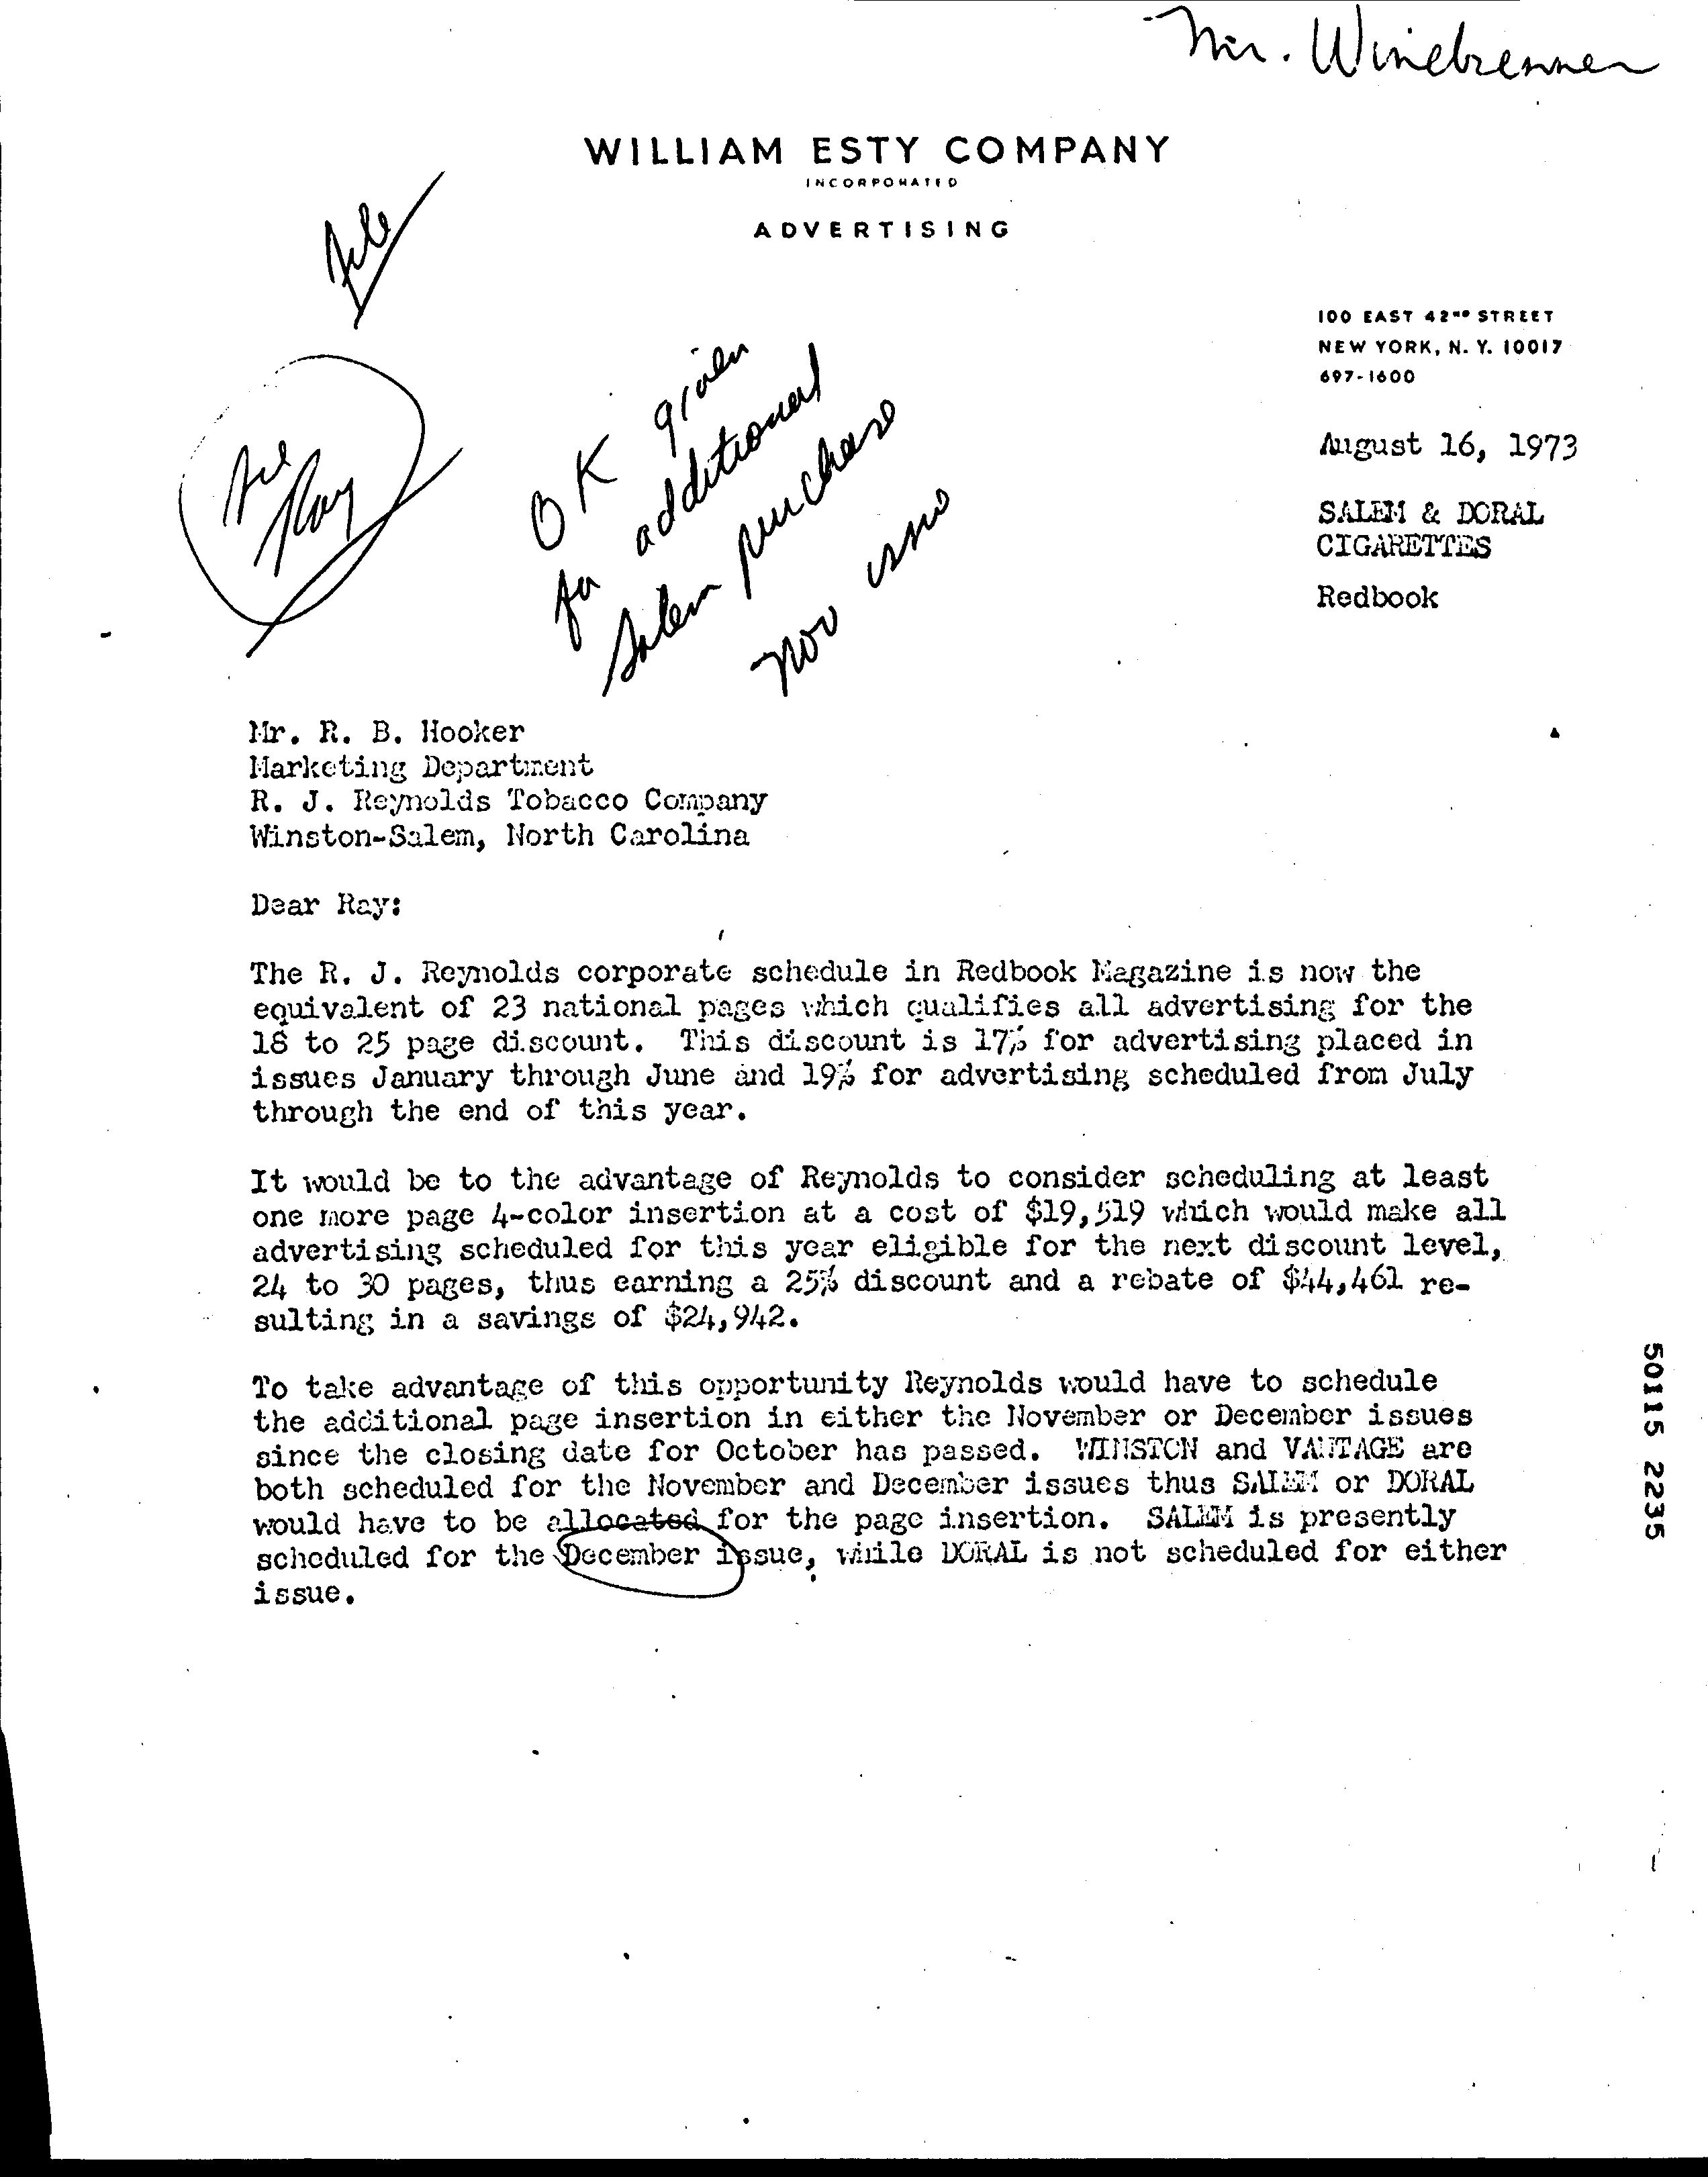 Mr. Winebrenner
WILLIAM ESTY COMPANY
INCORPORATED
ADVERTISING
file
100 EAST 42ND STREET
NEW YORK, N. Y. 10017
697-1600
August 16, 1973
SALEM & DORAL
CIGARETTES
Redbook
Ray
OK given
for additional
Salem purchase
Nov issue
Mr. R. B. Hooker
Marketing Department
R. J. Reynolds Tobacco Company
Winston-Salem, North Carolina
Dear Ray:
The R. J. Reynolds corporate schedule in Redbook Magazine is now the
equivalent of 23 national pages which qualifies all advertising for the
18 to 25 page discount. This discount is 17% for advertising placed in
issues January through June and 19% for advertising scheduled from July
through the end of this year.
It would be to the advantage of Reynolds to consider scheduling at least
one more page 4-color insertion at a cost of $19,519 which would make all
advertising scheduled for this year eligible for the next discount level,
24 to 30 pages, thus earning a 25% discount and a rebate of $44,461 re-
sulting in a savings of $24,942.
To take advantage of this opportunity Reynolds would have to schedule
the additional page insertion in either the November or December issues
since the closing date for October has passed. WINSTON and VANTAGE are
both scheduled for the November and December issues thus SALEM or DORAL
would have to be allocated for the page insertion. SALEM is presently
scheduled for the December issue, while DORAL is not scheduled for either
issue.
50115 2235